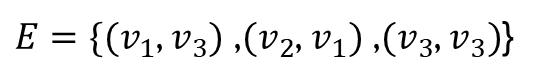 E = {(v₁, v₃) ,(v₂, v₁) ,(v₃, v₃)}